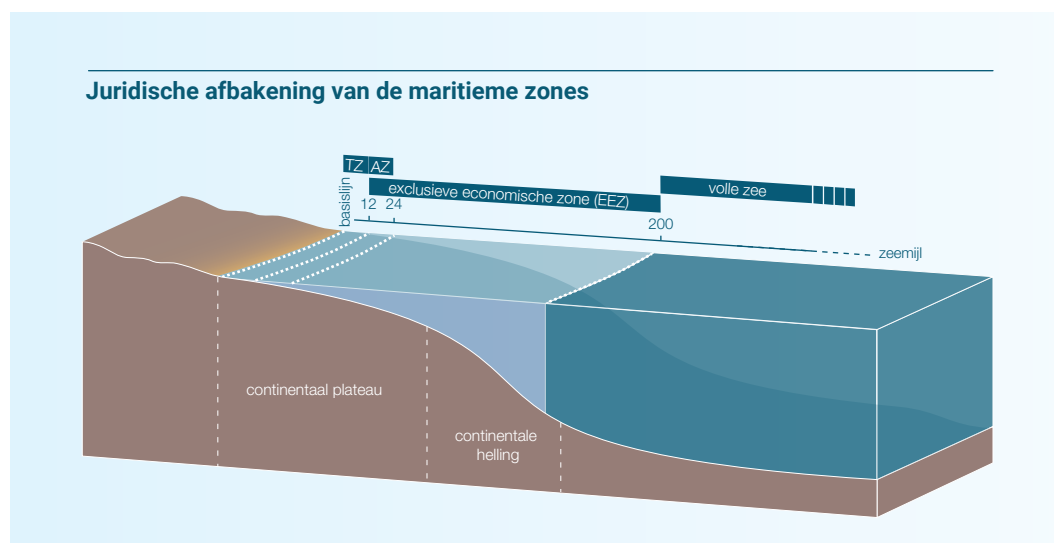 Juridische afbakening van de maritieme zones
TZ AZ
exclusieve economische zone (EEZ)
volle zee
basislijn
12 24
200
zeemijl
continentaal plateau
continentale
helling